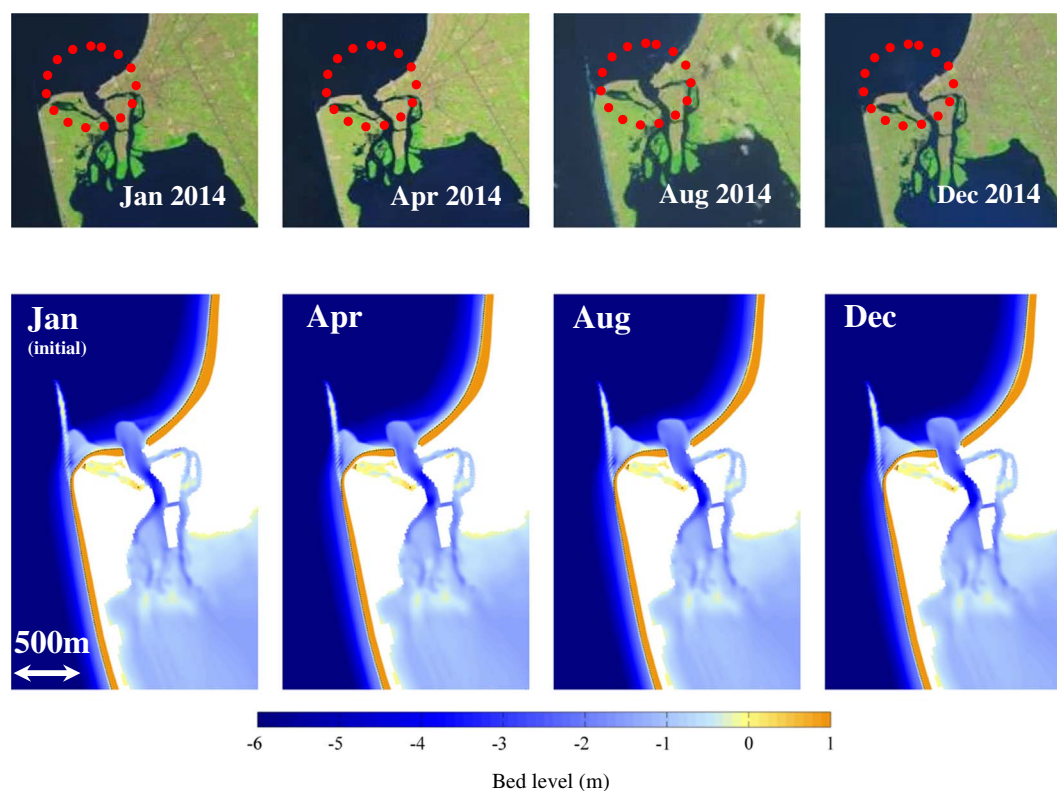 Jan 2014
Apr 2014
Aug 2014
Dec 2014
Jan
(initial)
Apr
Aug
Dec
500m
-6 -5 -4 -3 -2 -1 0 1
Bed level (m)